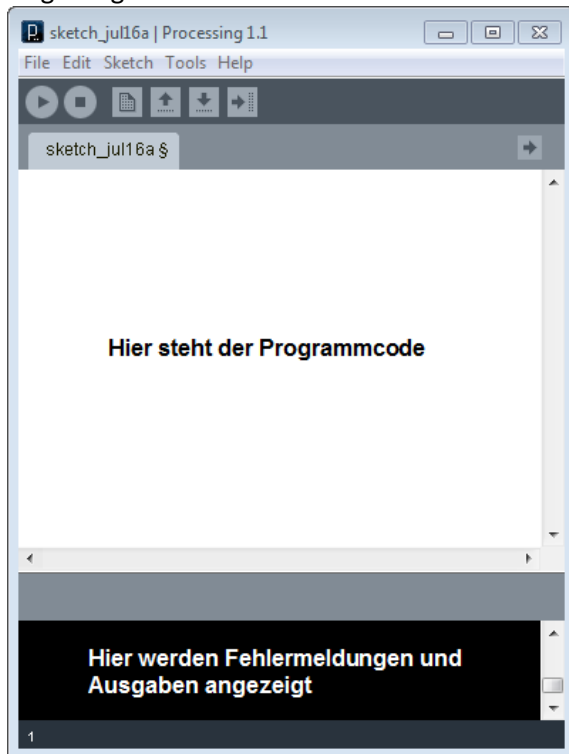 sketch_jul16a | Processing 1.1
File Edit Sketch Tools Help
sketch_jul16a §
Hier steht der Programmcode
Hier werden Fehlermeldungen und
Ausgaben angezeigt
1